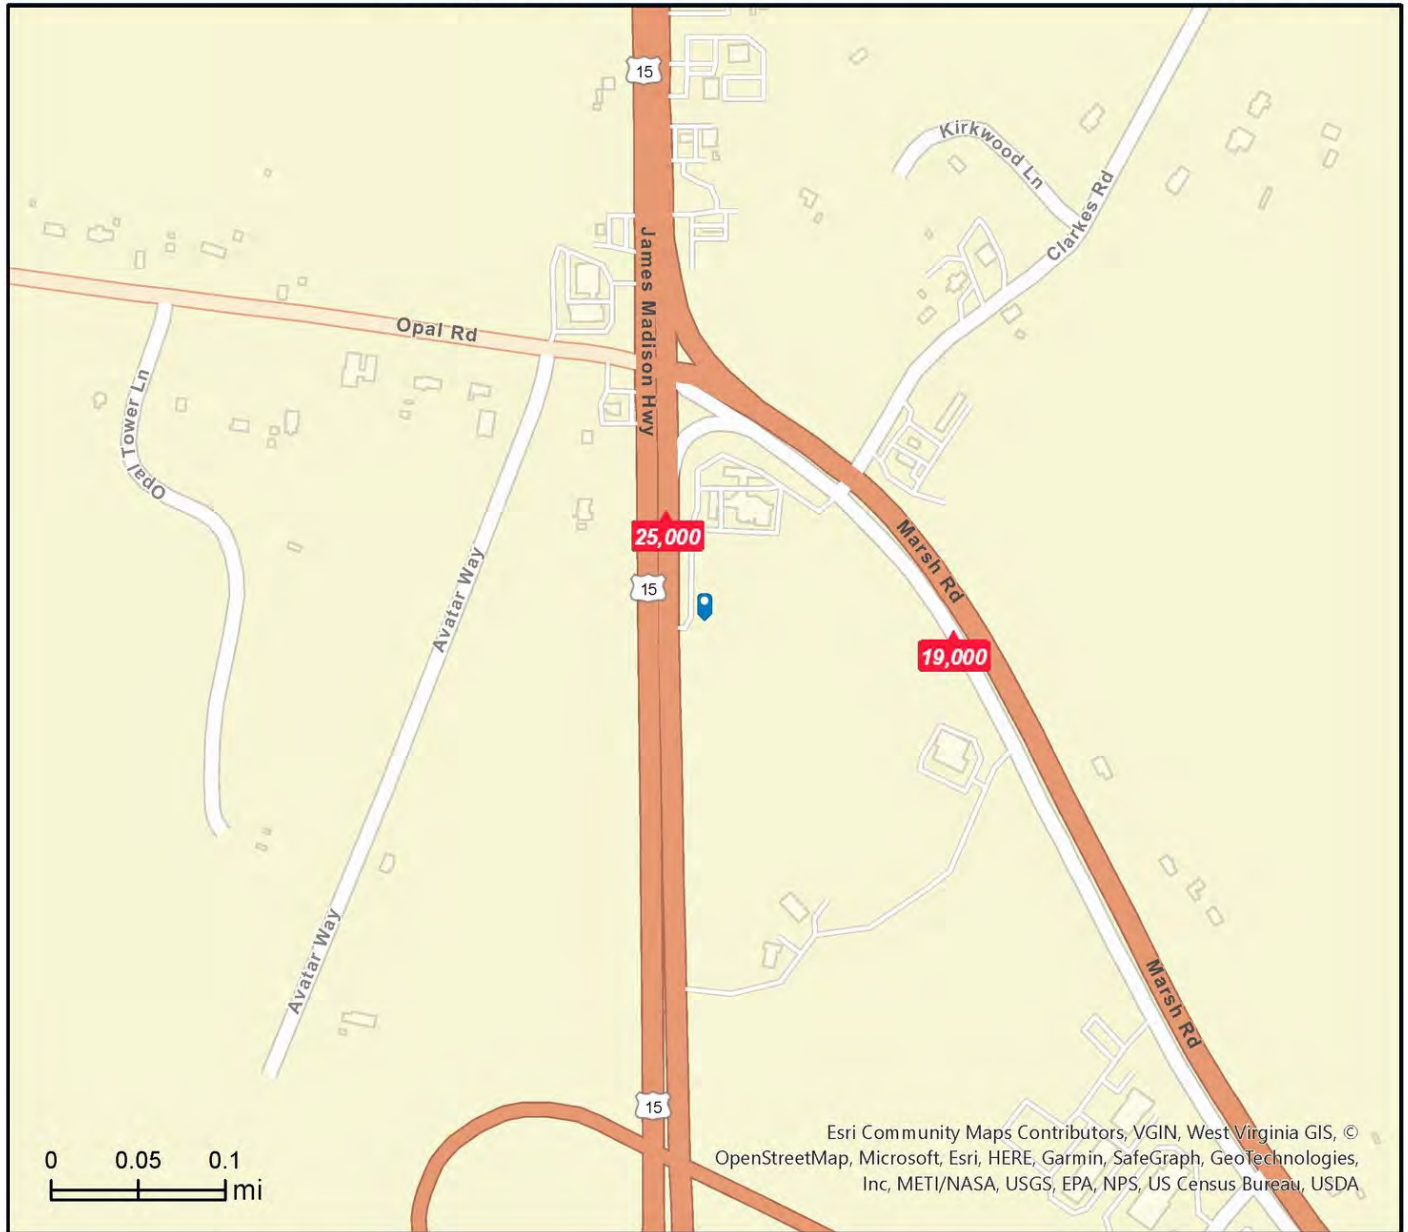 15
Kirkwood Ln
Clarkes Rd
James Madison Hwy
Opal Rd
Opal Tower Ln
Avatar Way
25,000
15
Marsh Rd
19,000
Avatar Way
Marsh Rd
15
0 0.05 0.1
mi
Esri Community Maps Contributors, VGIN, West Virginia GIS, ©
OpenStreetMap, Microsoft, Esri, HERE, Garmin, SafeGraph, GeoTechnologies,
Inc, METI/NASA, USGS, EPA, NPS, US Census Bureau, USDA